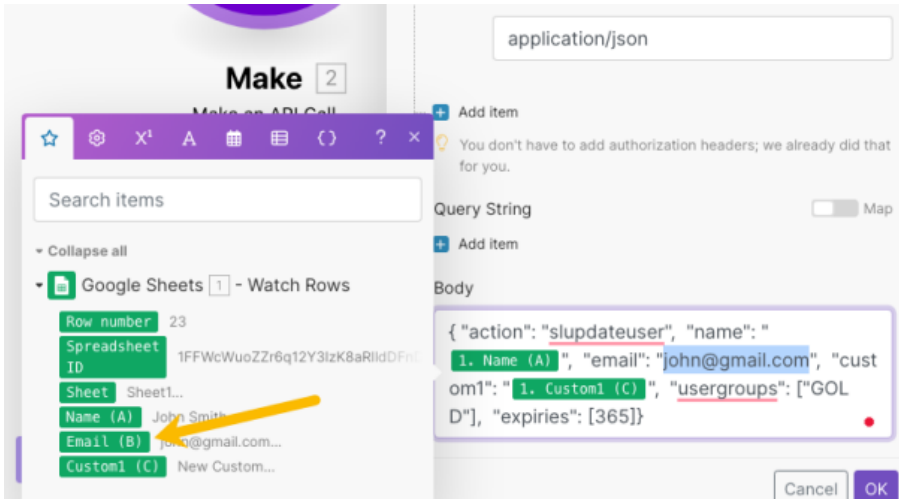 application/json
Make 2
Make an API Call
Add item
You don't have to add authorization headers; we already did that
for you.
X¹ A ? ×
Search items
Query String
Map
Add item
Collapse all
Google Sheets 1 - Watch Rows
Body
Row number 23
Spreadsheet
ID 1FFWcWuoZZr6q12Y3IzK8aRlldDFn
Sheet Sheet1...
Name (A) John Smith
Email (B) john@gmail.com...
Custom1 (C) New Custom...
{ "action": "slupdateuser", "name": "
1. Name (A) ", "email": "john@gmail.com", "cust
om1": " 1. Custom1 (C) ", "usergroups": ["GOL
D"], "expiries": [365]}
Cancel OK